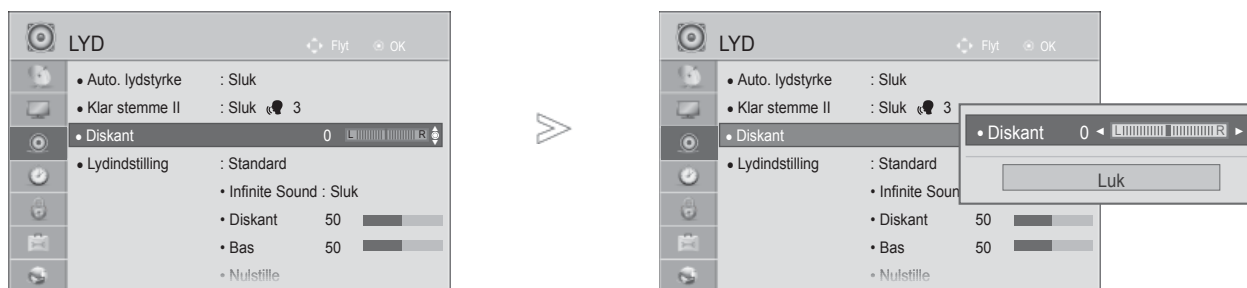 LYD Flyt OK
• Auto. lydstyrke : Sluk
• Klar stemme II : Sluk 3
• Diskant 0 L R
• Lydindstilling : Standard
• Infinite Sound : Sluk
• Diskant 50
• Bas 50
• Nulstille
LYD Flyt OK
• Auto. lydstyrke : Sluk
• Klar stemme II : Sluk 3
• Diskant
• Lydindstilling : Standard
• Infinite Soun
• Diskant 50
• Bas 50
• Nulstille
• Diskant 0 ◄ L R ►
Luk